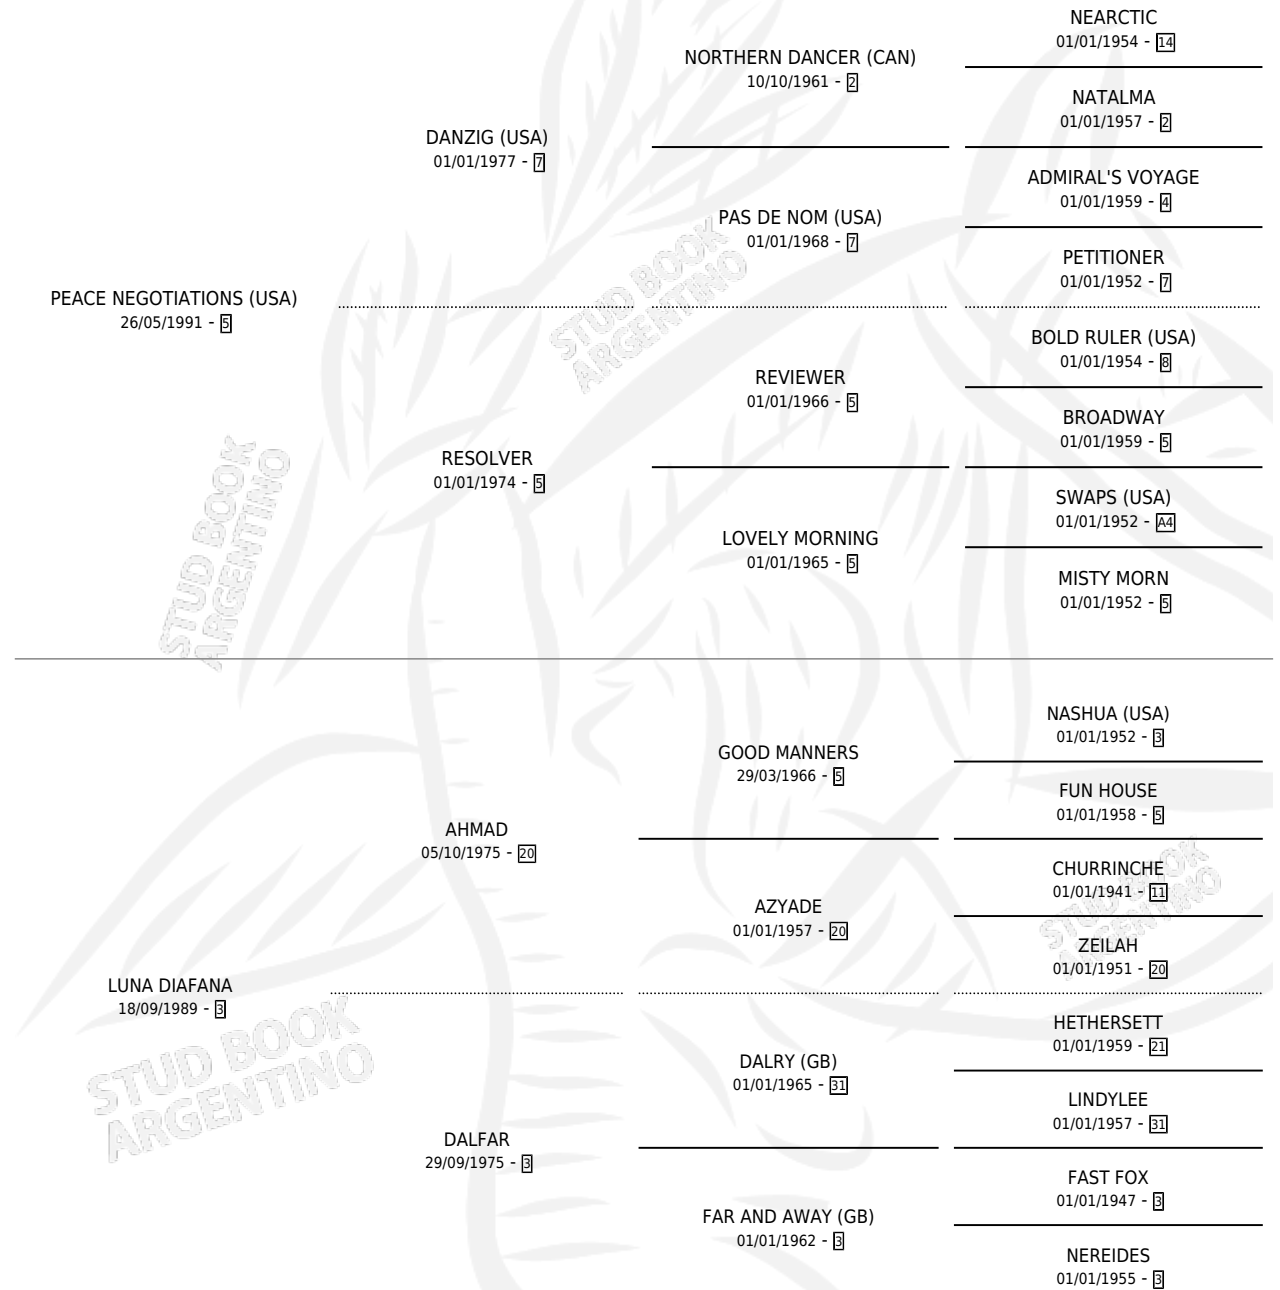 NEARCTIC
01/01/1954 - 14
NORTHERN DANCER (CAN)
10/10/1961 - 2
NATALMA
01/01/1957 - 2
DANZIG (USA)
01/01/1977 - 7
ADMIRAL'S VOYAGE
01/01/1959 - 4
PAS DE NOM (USA)
01/01/1968 - 7
PETITIONER
01/01/1952 - 7
PEACE NEGOTIATIONS (USA)
26/05/1991 - 5
STUD BOOK
ARGENTINO
BOLD RULER (USA)
01/01/1954 - 8
REVIEWER
01/01/1966 - 5
BROADWAY
01/01/1959 - 5
RESOLVER
01/01/1974 - 5
SWAPS (USA)
01/01/1952 - A4
LOVELY MORNING
01/01/1965 - 5
MISTY MORN
01/01/1952 - 5
STUD BOOK
ARGENTINO
NASHUA (USA)
01/01/1952 - 3
GOOD MANNERS
29/03/1966 - 5
FUN HOUSE
01/01/1958 - 5
AHMAD
05/10/1975 - 20
CHURRINCHE
01/01/1941 - 11
AZYADE
01/01/1957 - 20
STUD BOOK
ARGENTINO
ZEILAH
01/01/1951 - 20
LUNA DIAFANA
18/09/1989 - 3
HETHERSETT
01/01/1959 - 21
DALRY (GB)
01/01/1965 - 31
STUD BOOK
ARGENTINO
LINDYLEE
01/01/1957 - 31
DALFAR
29/09/1975 - 3
FAST FOX
01/01/1947 - 3
FAR AND AWAY (GB)
01/01/1962 - 3
NEREIDES
01/01/1955 - 3